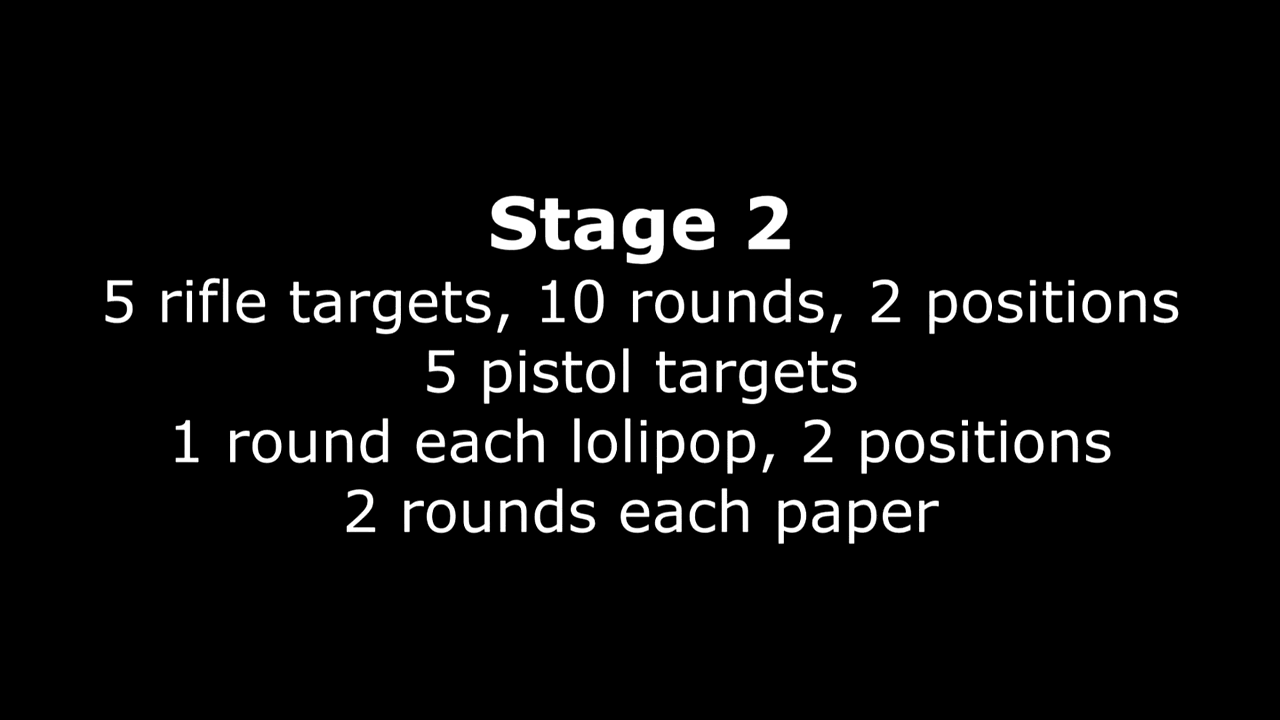 Stage 2
5 rifle targets, 10 rounds, 2 positions
5 pistol targets
1 round each lolipop, 2 positions
2 rounds each paper